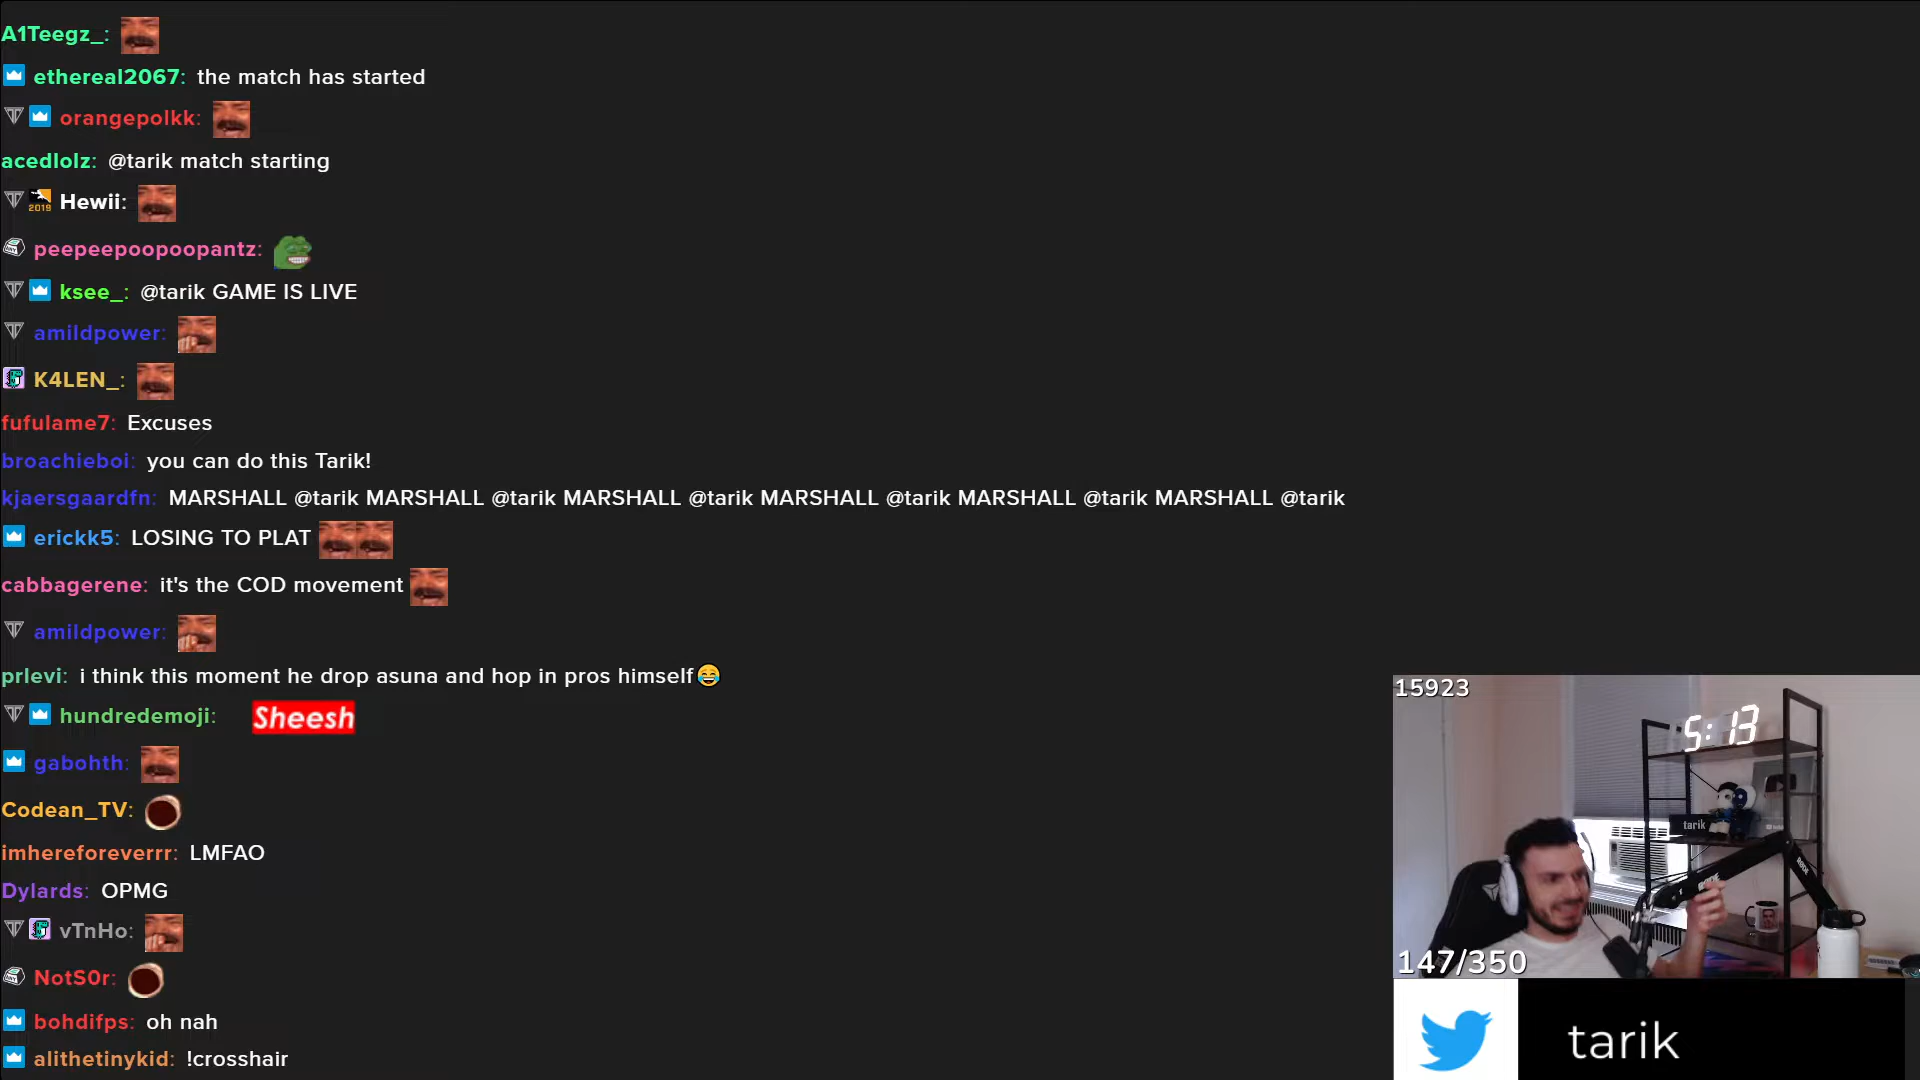 A1Teegz_:
ethereal2067: the match has started
orangepolkk:
acedlolz: @tarik match starting
2019 Hewii:
peepeepoopoopantz:
ksee_: @tarik GAME IS LIVE
amildpower:
K4LEN_:
fufulame7: Excuses
broachieboi: you can do this Tarik!
kjaersgaardfn: MARSHALL @tarik MARSHALL @tarik MARSHALL @tarik MARSHALL @tarik MARSHALL @tarik MARSHALL @tarik
erickk5: LOSING TO PLAT
cabbagerene: it's the COD movement
amildpower:
prlevi: i think this moment he drop asuna and hop in pros himself
hundredemoji: Sheesh
gabohth:
Codean_TV:
imhereforeverrr: LMFAO
Dylards: OPMG
vTnHo:
NotS0r:
bohdifps: oh nah
alithetinykid: !crosshair
15923
5:13
tarik
147/350
tarik